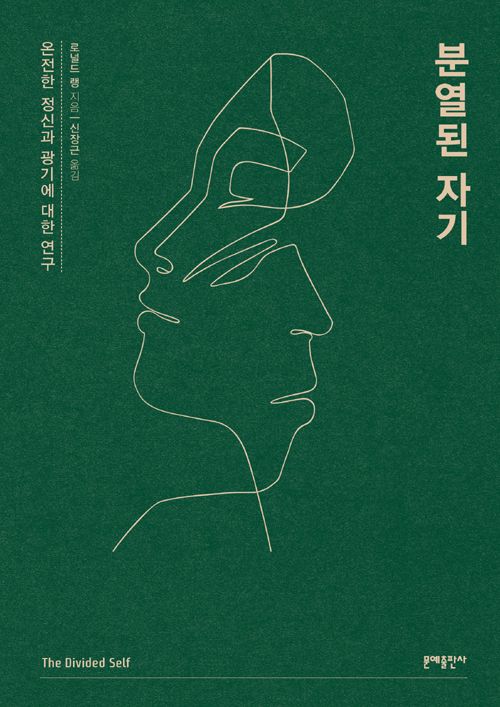 분열된 자기
로널드 랭 지음 | 신장근 옮김
온전한 정신과 광기에 대한 연구
The Divided Self
문예출판사